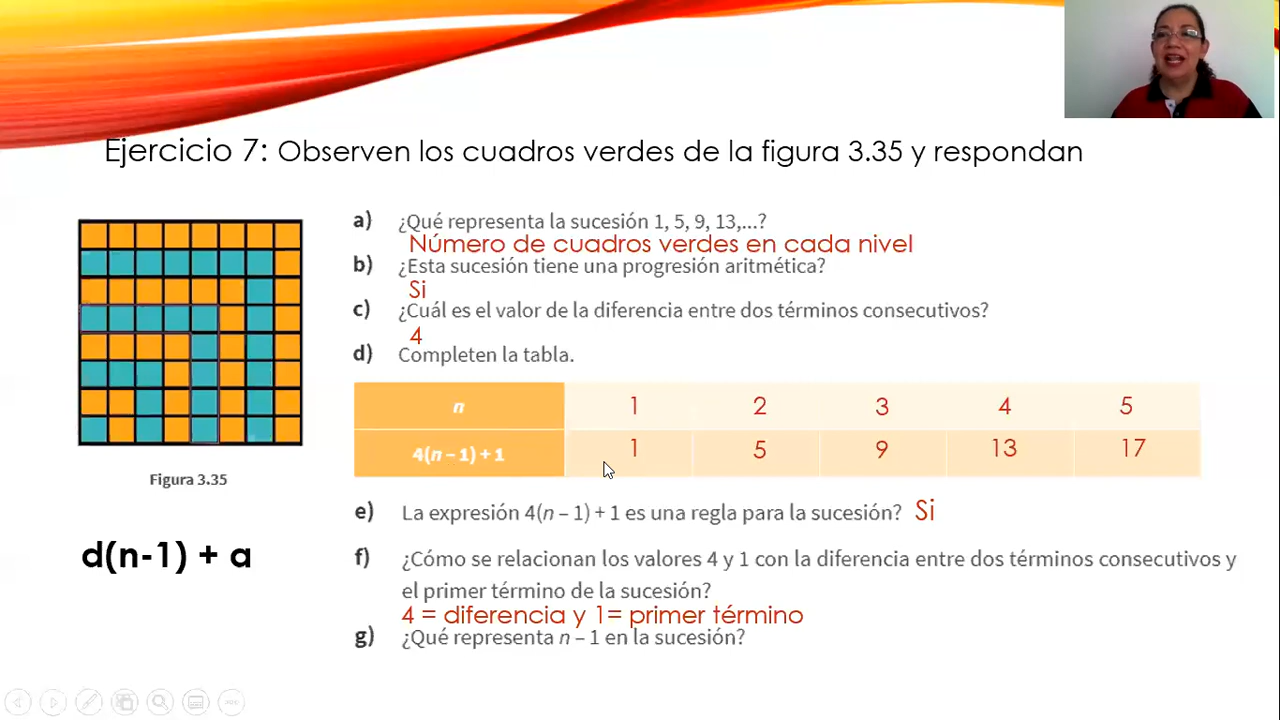 Ejercicio 7: Observen los cuadros verdes de la figura 3.35 y respondan
a) ¿Qué representa la sucesión 1, 5, 9, 13,...?
Número de cuadros verdes en cada nivel
b) ¿Esta sucesión tiene una progresión aritmética?
Si
c) ¿Cuál es el valor de la diferencia entre dos términos consecutivos?
4
d) Completen la tabla.
n 1 2 3 4 5
4(n – 1) + 1 1 5 9 13 17
Figura 3.35
e) La expresión 4(n – 1) + 1 es una regla para la sucesión? Si
d(n-1) + a
f) ¿Cómo se relacionan los valores 4 y 1 con la diferencia entre dos términos consecutivos y
el primer término de la sucesión?
4 = diferencia y 1= primer término
g) ¿Qué representa n – 1 en la sucesión?